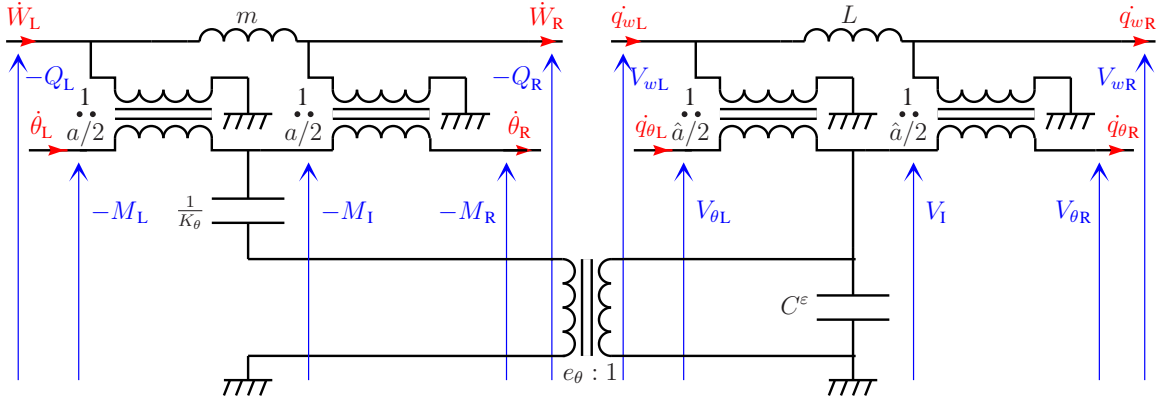 Ẇ_L m Ẇ_R q̇_wL L q̇_wR
−Q_L −Q_R V_wL V_wR
1 1 1 1
θ̇_L a/2 a/2 θ̇_R q̇_θL â/2 â/2 q̇_θR
−M_L 1/K_θ −M_I −M_R V_θL V_I V_θR
C^ε
e_θ : 1